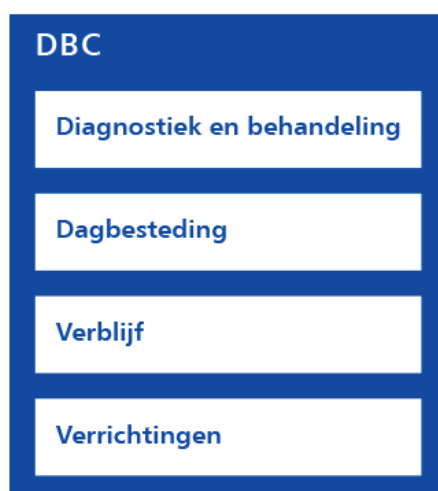 DBC
Diagnostiek en behandeling
Dagbesteding
Verblijf
Verrichtingen